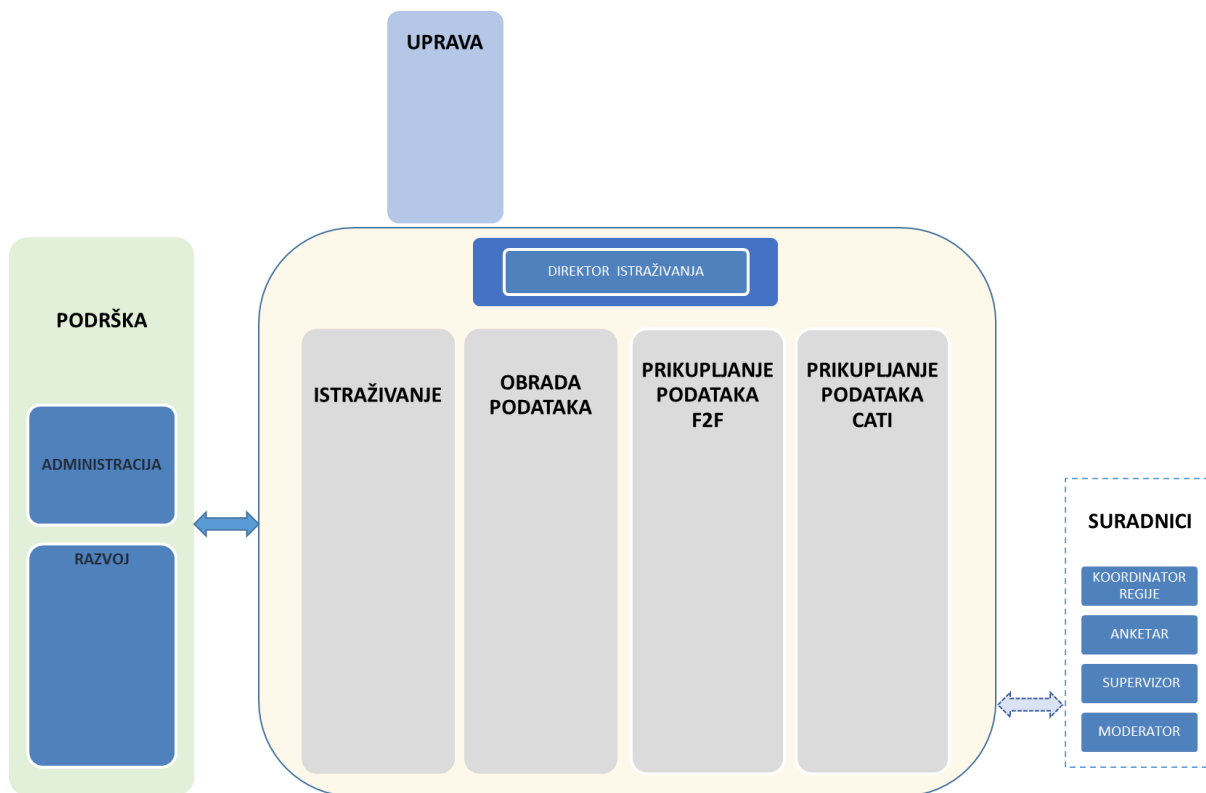 UPRAVA
DIREKTOR ISTRAŽIVANJA
PODRŠKA
ADMINISTRACIJA
RAZVOJ
ISTRAŽIVANJE
OBRADA
PODATAKA
PRIKUPLJANJE
PODATAKA
F2F
PRIKUPLJANJE
PODATAKA
CATI
SURADNICI
KOORDINATOR
REGIJE
ANKETAR
SUPERVIZOR
MODERATOR